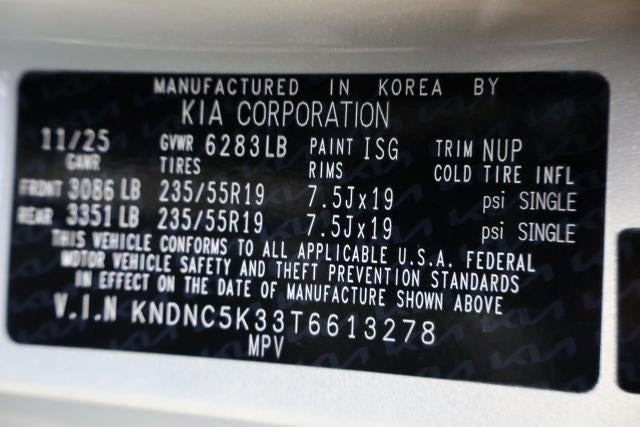 MANUFACTURED IN KOREA BY
KIA CORPORATION
11/25 GVWR 6283LB PAINT ISG TRIM NUP
GAWR TIRES RIMS COLD TIRE INFL
FRONT 3086 LB 235/55R19 7.5Jx19 psi SINGLE
REAR 3351 LB 235/55R19 7.5Jx19 psi SINGLE
THIS VEHICLE CONFORMS TO ALL APPLICABLE U.S.A. FEDERAL
MOTOR VEHICLE SAFETY AND THEFT PREVENTION STANDARDS
IN EFFECT ON THE DATE OF MANUFACTURE SHOWN ABOVE
V.I.N KNDNC5K33T6613278
MPV